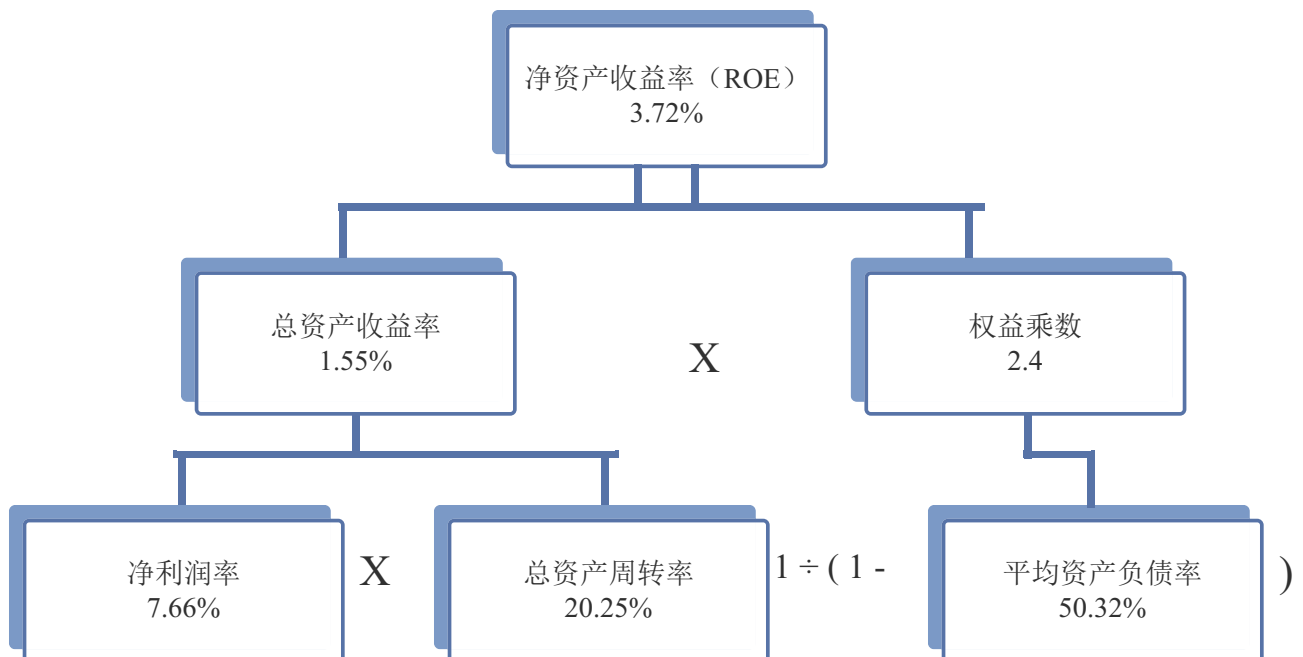 净资产收益率（ROE）
3.72%
总资产收益率
1.55%
X
权益乘数
2.4
净利润率
7.66%
X
总资产周转率
20.25%
1 ÷ ( 1 -
平均资产负债率
50.32%
)